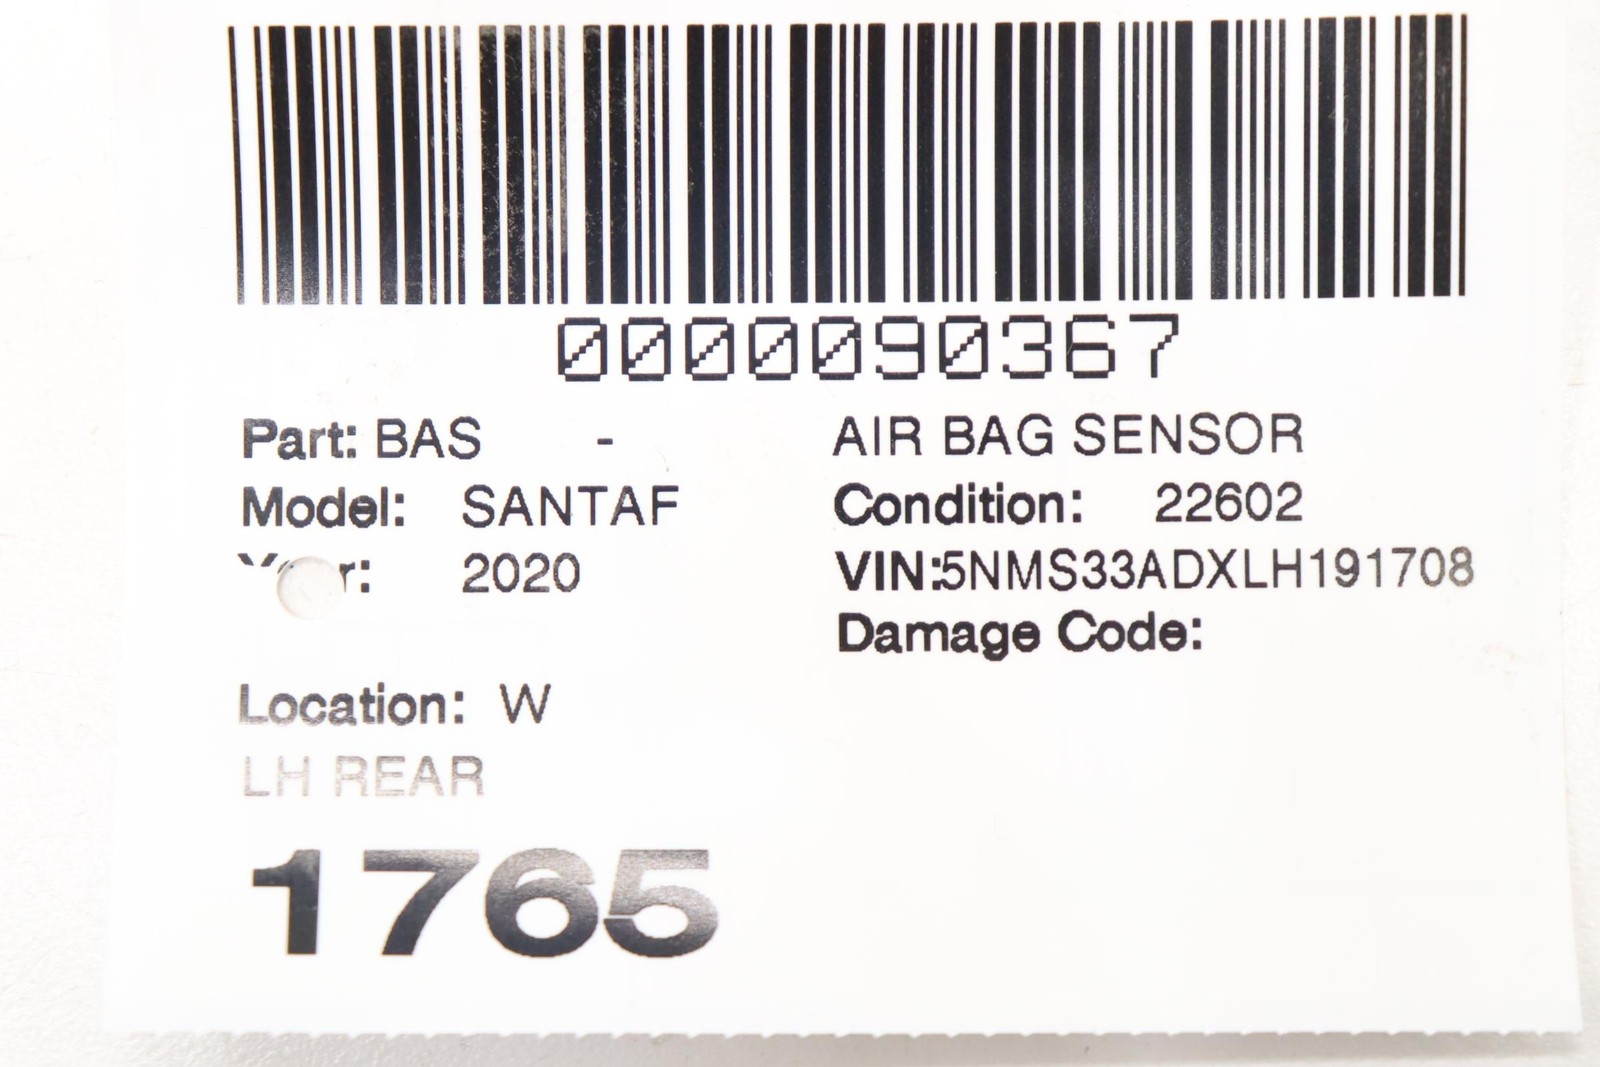 0000090367
Part: BAS - AIR BAG SENSOR
Model: SANTAF Condition: 22602
2020 VIN:5NMS33ADXLH191708
Damage Code:
Location: W
LH REAR
1765